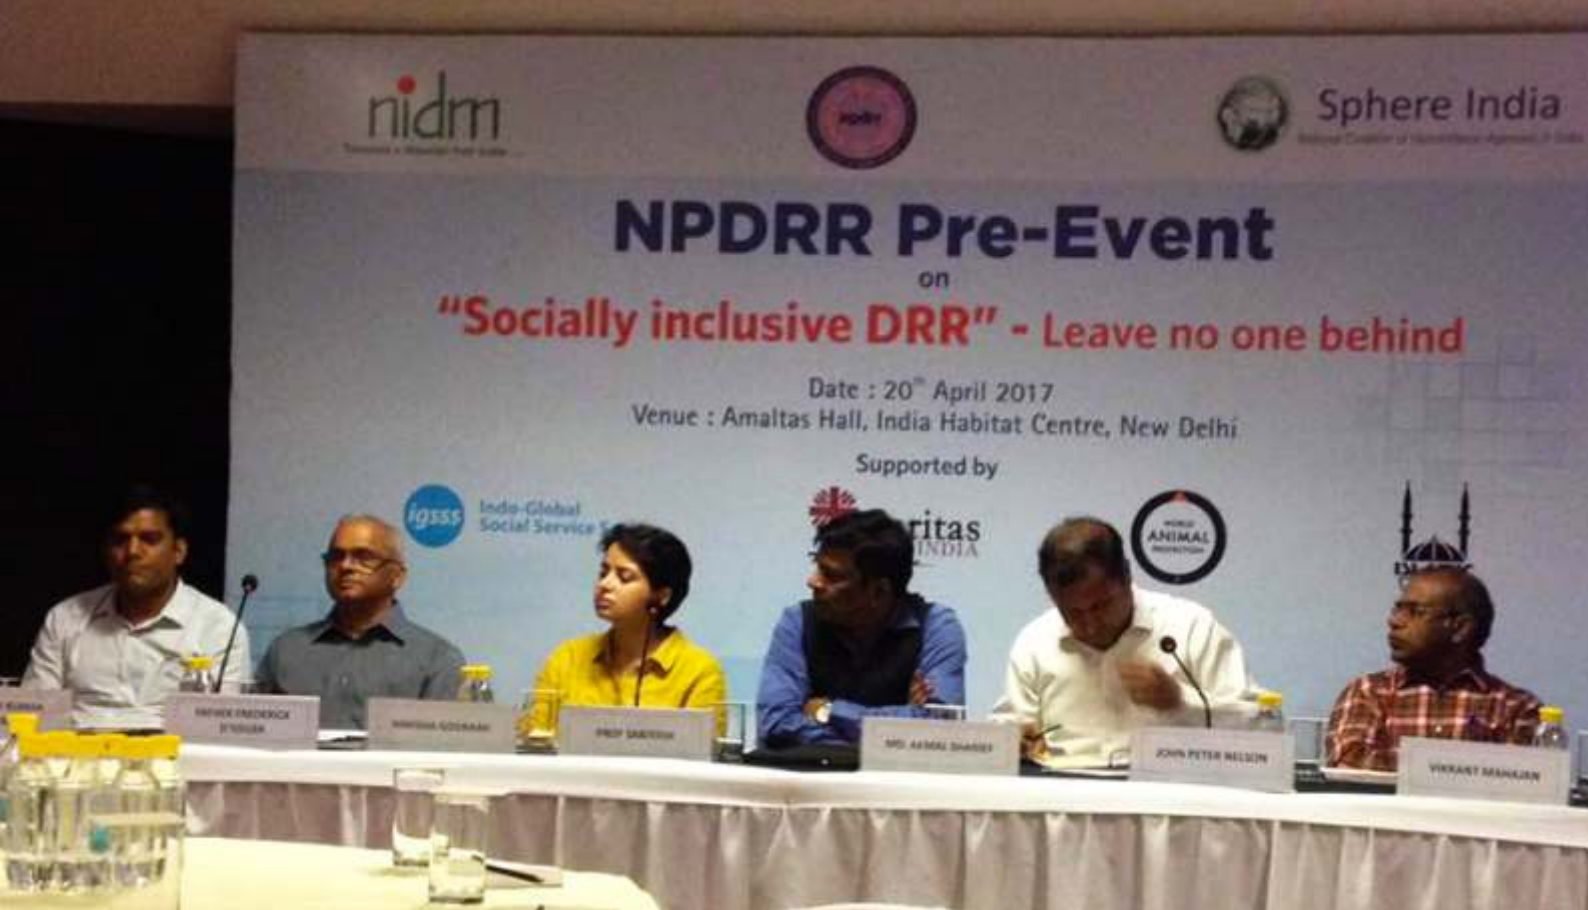 nidm
Sphere India
NPDRR Pre-Event
on
"Socially inclusive DRR" - Leave no one behind
Date : 20th April 2017
Venue : Amaltas Hall, India Habitat Centre, New Delhi
Supported by
igsss
Indo-Global
Social Service
ritas
INDIA
WORLD
ANIMAL
PROTECTION
FATHER FREDERICK
D'SOUZA
PROF SANTOSH
MD. AKMAL SHARIEF
JOHN PETER NELSON
VIKRANT MAHAJAN